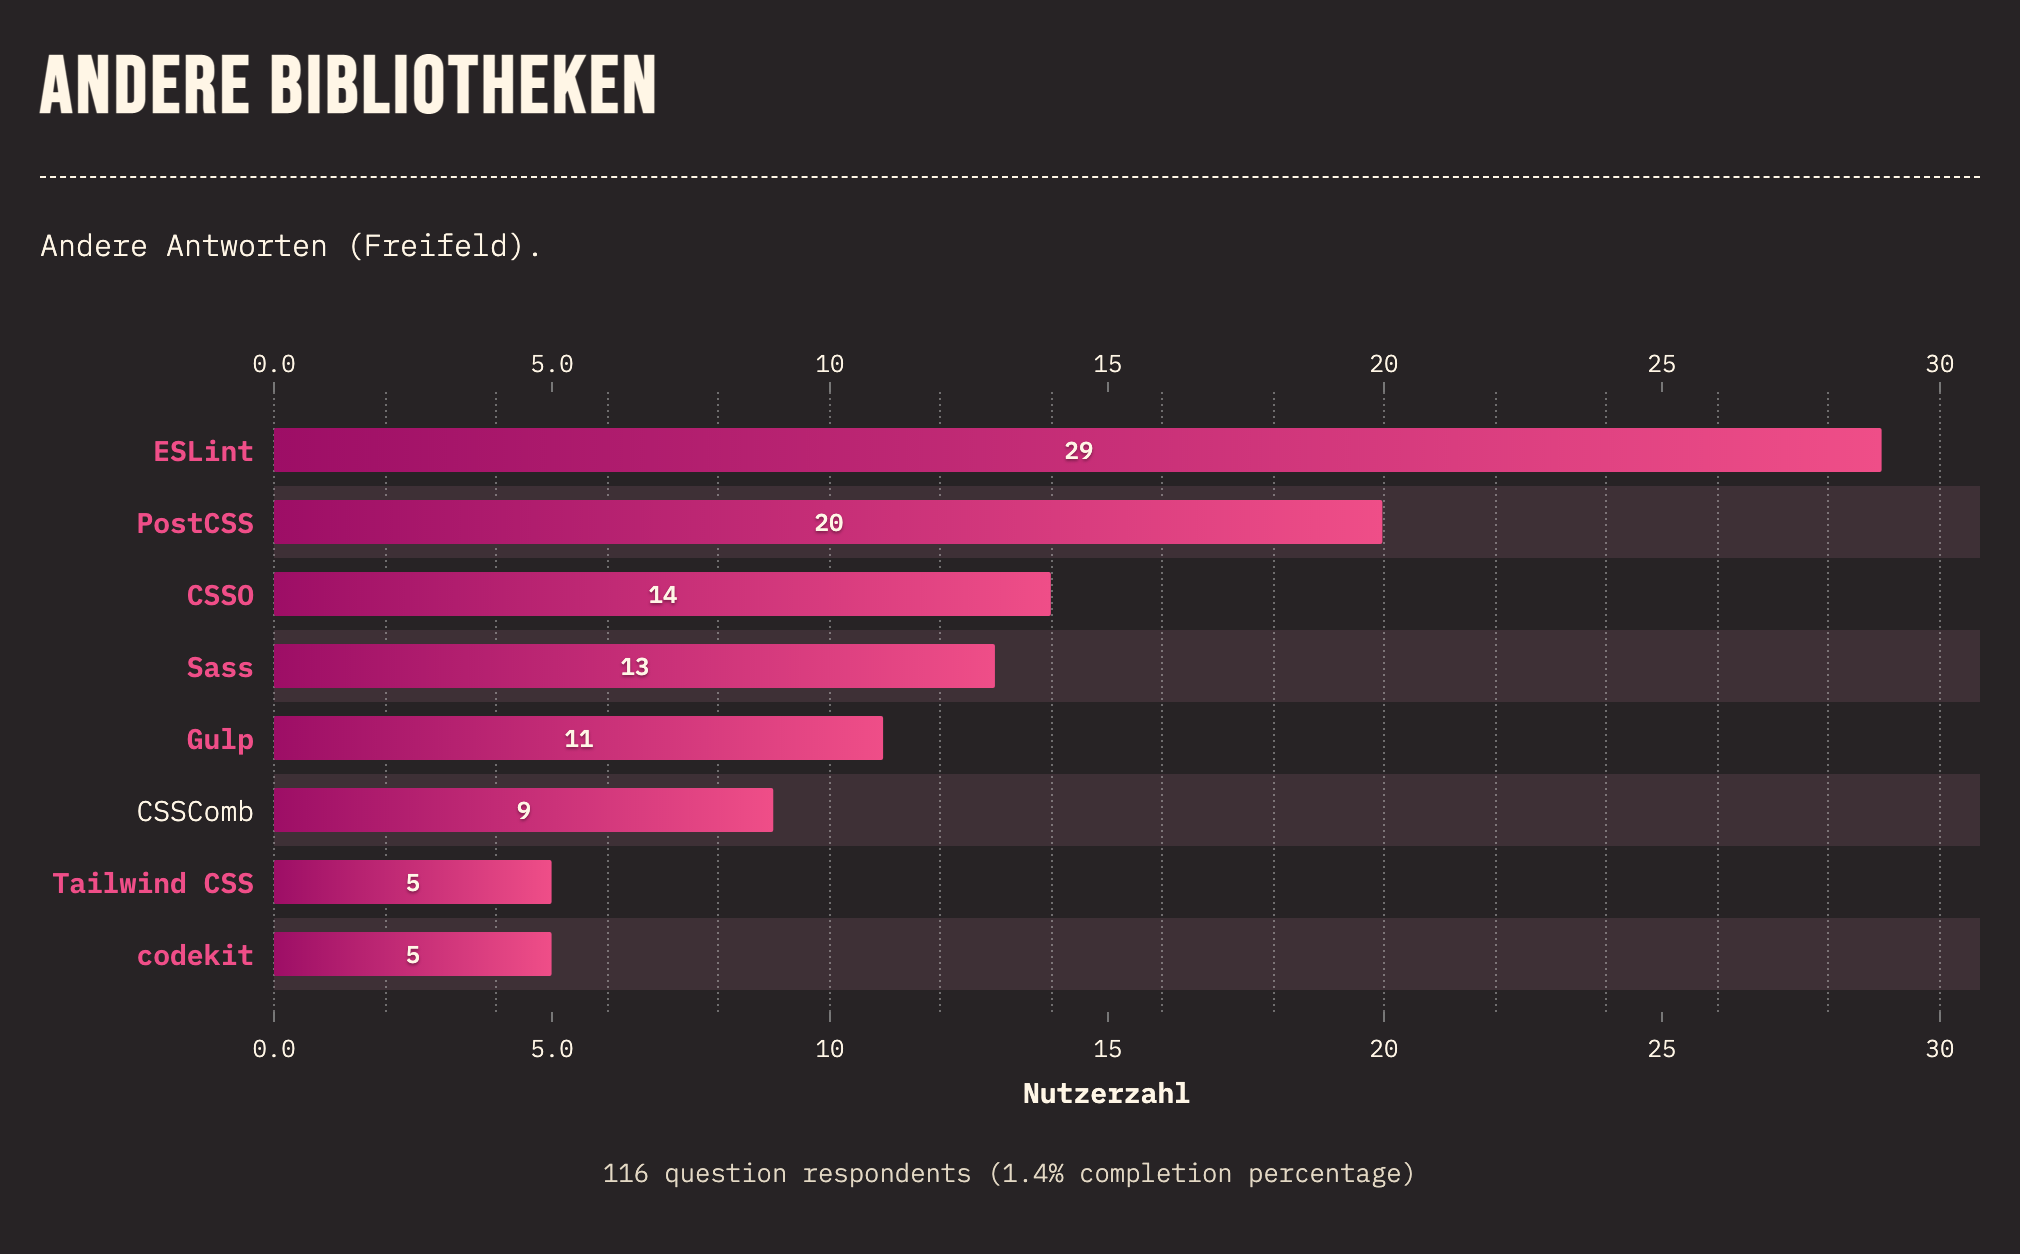 ANDERE BIBLIOTHEKEN
Andere Antworten (Freifeld).
0.0 5.0 10 15 20 25 30
ESLint 29
PostCSS 20
CSSO 14
Sass 13
Gulp 11
CSSComb 9
Tailwind CSS 5
codekit 5
0.0 5.0 10 15 20 25 30
Nutzerzahl
116 question respondents (1.4% completion percentage)